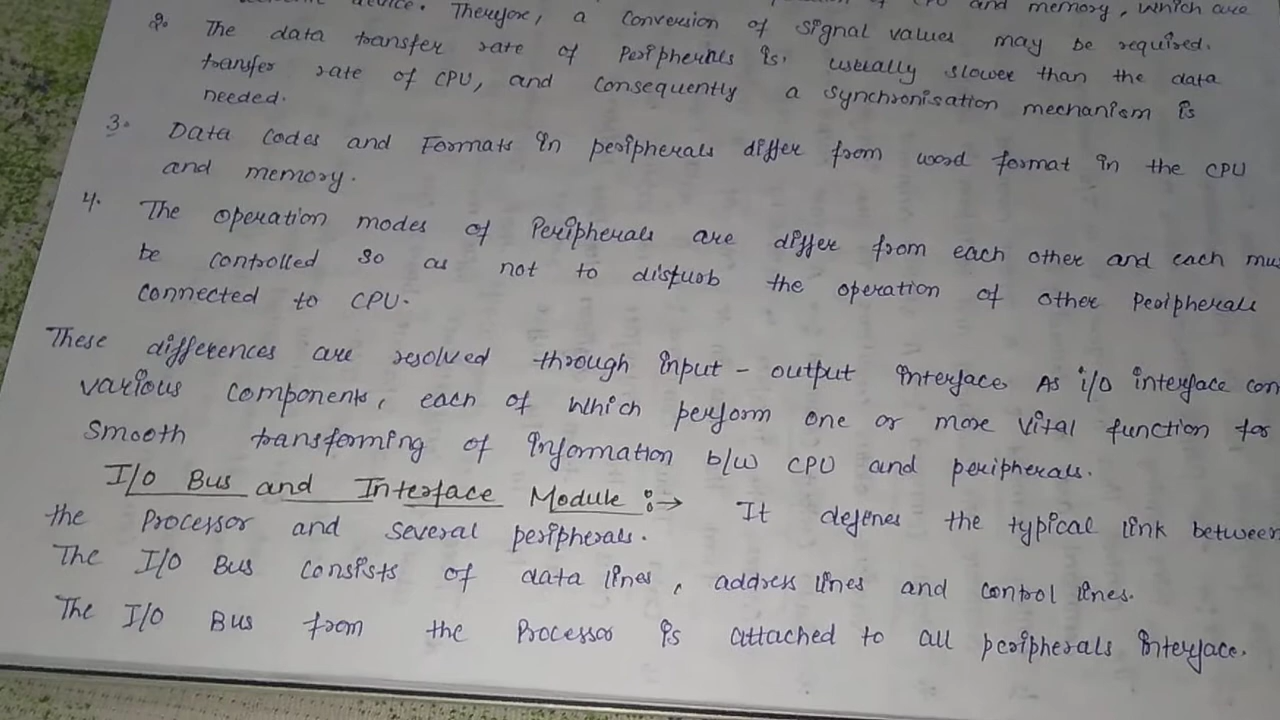 device. Therefore, a conversion of signal values may be required. and memory, which are
2. The data transfer rate of Peripherals is usually slower than the data
transfer rate of CPU, and consequently a synchronisation mechanism is
needed.
3. Data codes and Formats in peripherals differ from word format in the CPU
and memory.
4. The operation modes of Peripherals are differ from each other and each mu
be controlled so as not to disturb the operation of other Peripherals
connected to CPU.
These differences are resolved through input - output interface. As i/o interface con
various components, each of which perform one or more vital function for
smooth transforming of information b/w CPU and peripherals.
I/O Bus and Interface Module :→ It defines the typical link between
the Processor and several peripherals.
The I/O Bus consists of data lines, address lines and control lines.
The I/O Bus from the Processor is attached to all peripherals interface.